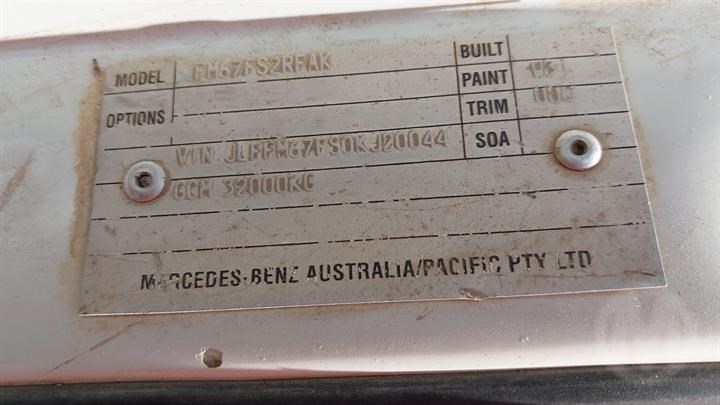 MODEL FM67FS2RFAK BUILT
PAINT
OPTIONS TRIM
VIN JLFFM67FS0KJ20044 SOA
GCM 32000KG
MERCEDES-BENZ AUSTRALIA/PACIFIC PTY LTD